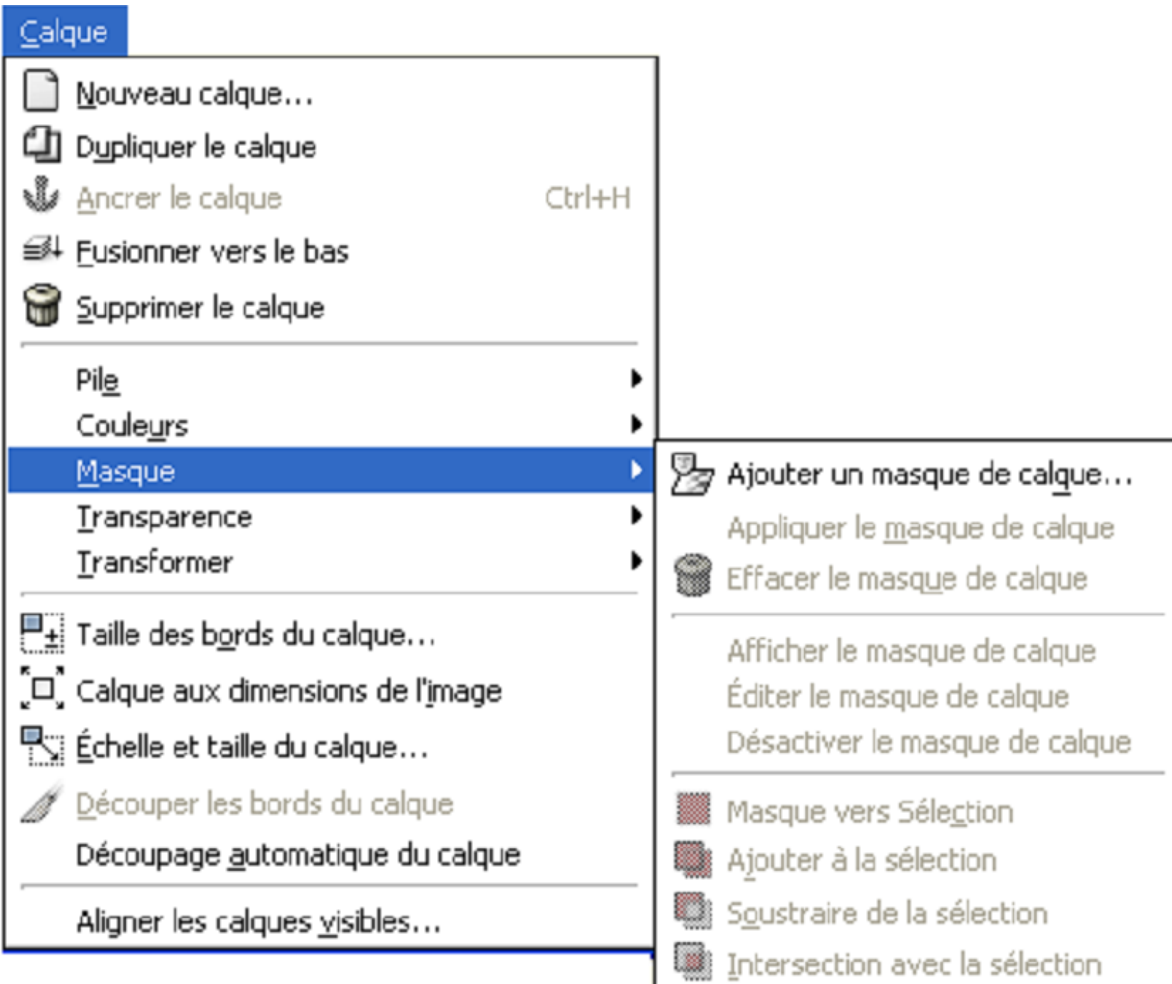 Calque
Nouveau calque...
Dupliquer le calque
Ancrer le calque Ctrl+H
Fusionner vers le bas
Supprimer le calque
Pile
Couleurs
Masque
Transparence
Transformer
Taille des bords du calque...
Calque aux dimensions de l'image
Échelle et taille du calque...
Découper les bords du calque
Découpage automatique du calque
Aligner les calques visibles...
Ajouter un masque de calque...
Appliquer le masque de calque
Effacer le masque de calque
Afficher le masque de calque
Éditer le masque de calque
Désactiver le masque de calque
Masque vers Sélection
Ajouter à la sélection
Soustraire de la sélection
Intersection avec la sélection